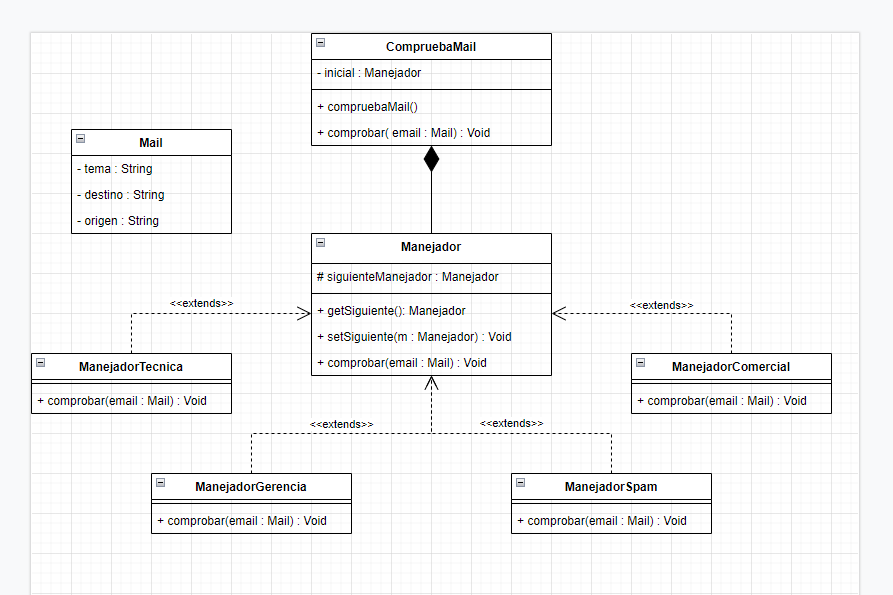 CompruebaMail
- inicial : Manejador
+ compruebaMail()
+ comprobar( email : Mail) : Void
Mail
- tema : String
- destino : String
- origen : String
Manejador
# siguienteManejador : Manejador
+ getSiguiente(): Manejador
+ setSiguiente(m : Manejador) : Void
+ comprobar(email : Mail) : Void
<<extends>>
<<extends>>
ManejadorTecnica
+ comprobar(email : Mail) : Void
ManejadorComercial
+ comprobar(email : Mail) : Void
<<extends>>
<<extends>>
ManejadorGerencia
+ comprobar(email : Mail) : Void
ManejadorSpam
+ comprobar(email : Mail) : Void